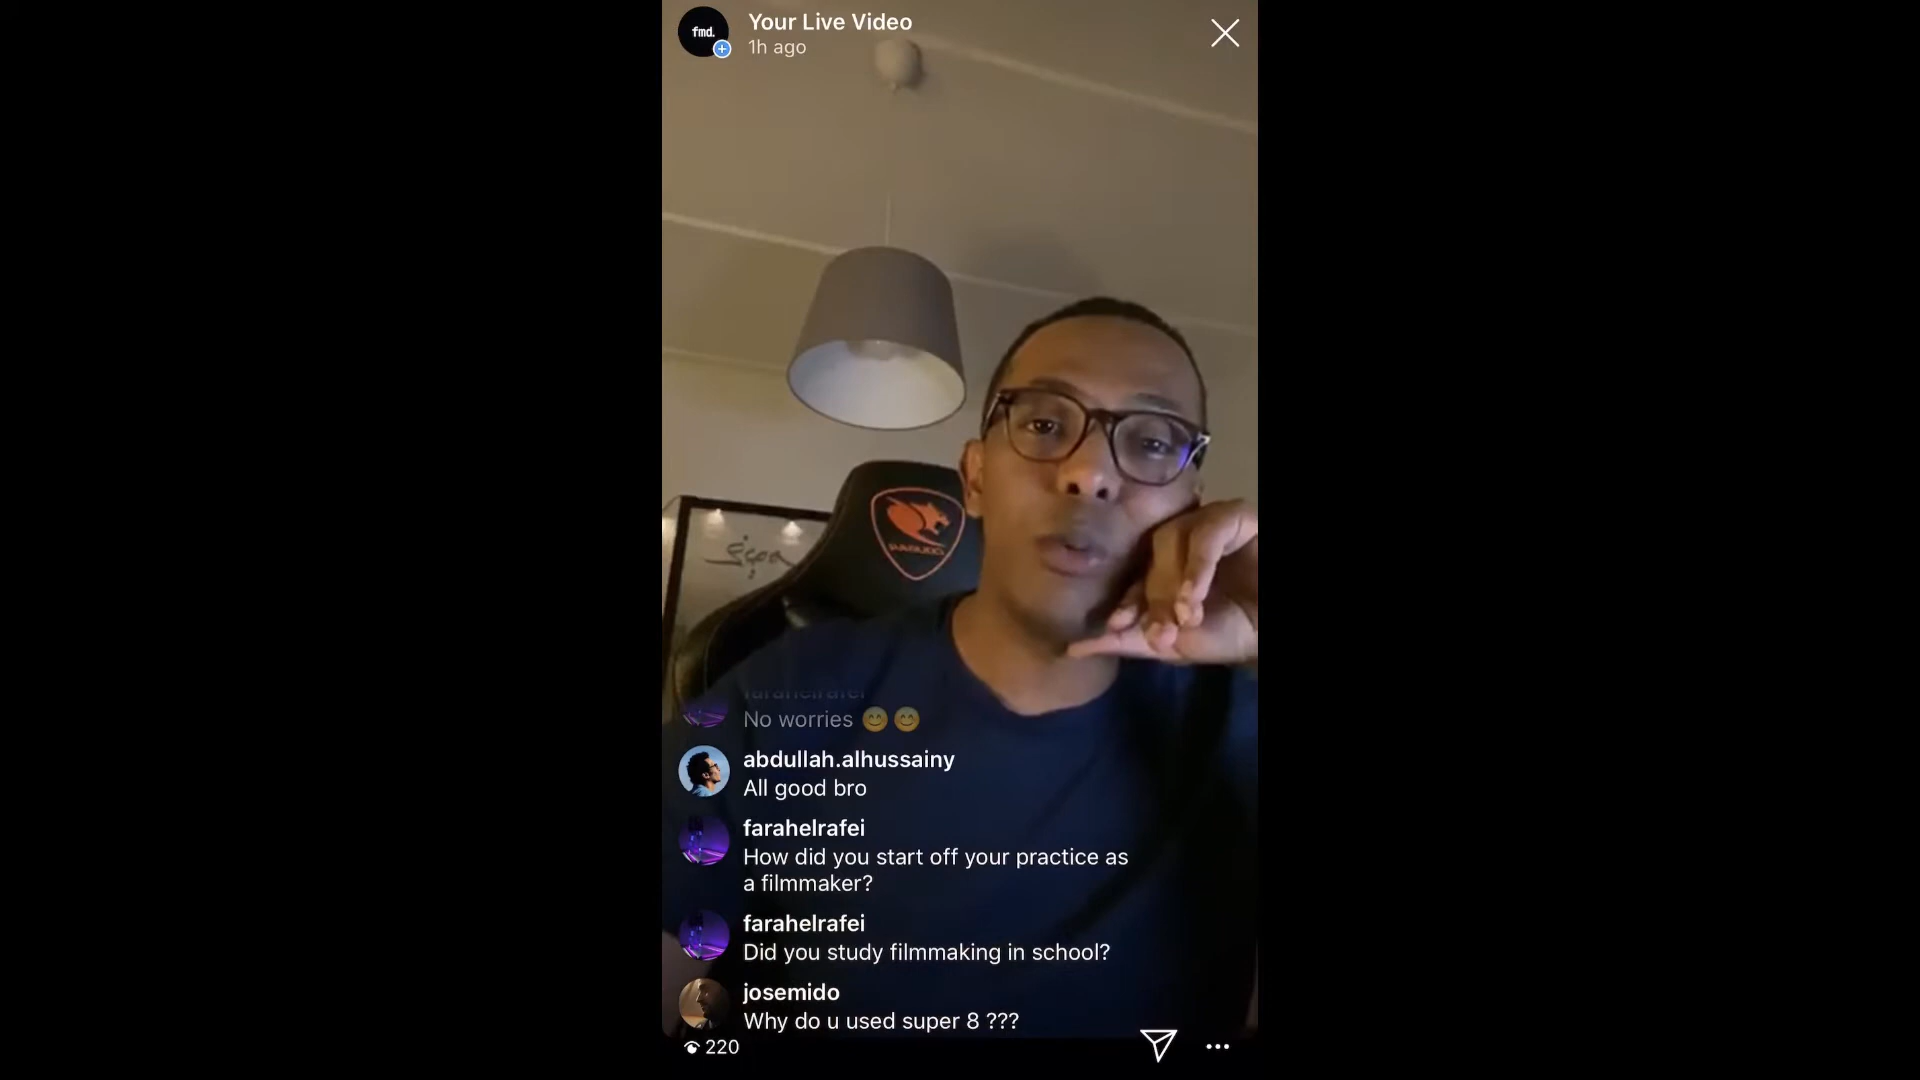 fmd.
Your Live Video
1h ago
No worries 😊😊
abdullah.alhussainy
All good bro
farahelrafei
How did you start off your practice as
a filmmaker?
farahelrafei
Did you study filmmaking in school?
josemido
Why do u used super 8 ???
220